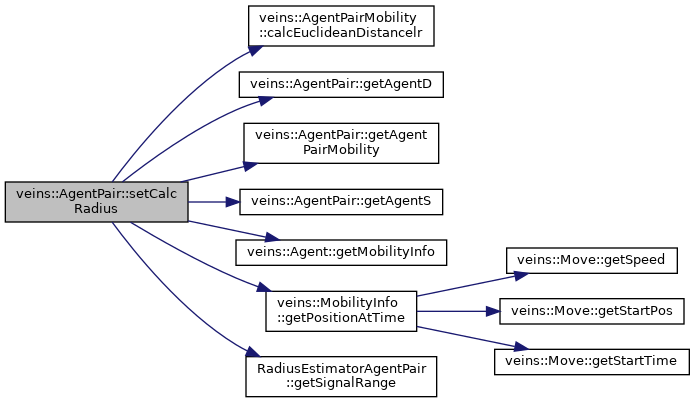 veins::AgentPairMobility
::calcEuclideanDistancelr
veins::AgentPair::getAgentD
veins::AgentPair::getAgent
PairMobility
veins::AgentPair::setCalc
Radius
veins::AgentPair::getAgentS
veins::Agent::getMobilityInfo
veins::MobilityInfo
::getPositionAtTime
veins::Move::getSpeed
veins::Move::getStartPos
veins::Move::getStartTime
RadiusEstimatorAgentPair
::getSignalRange